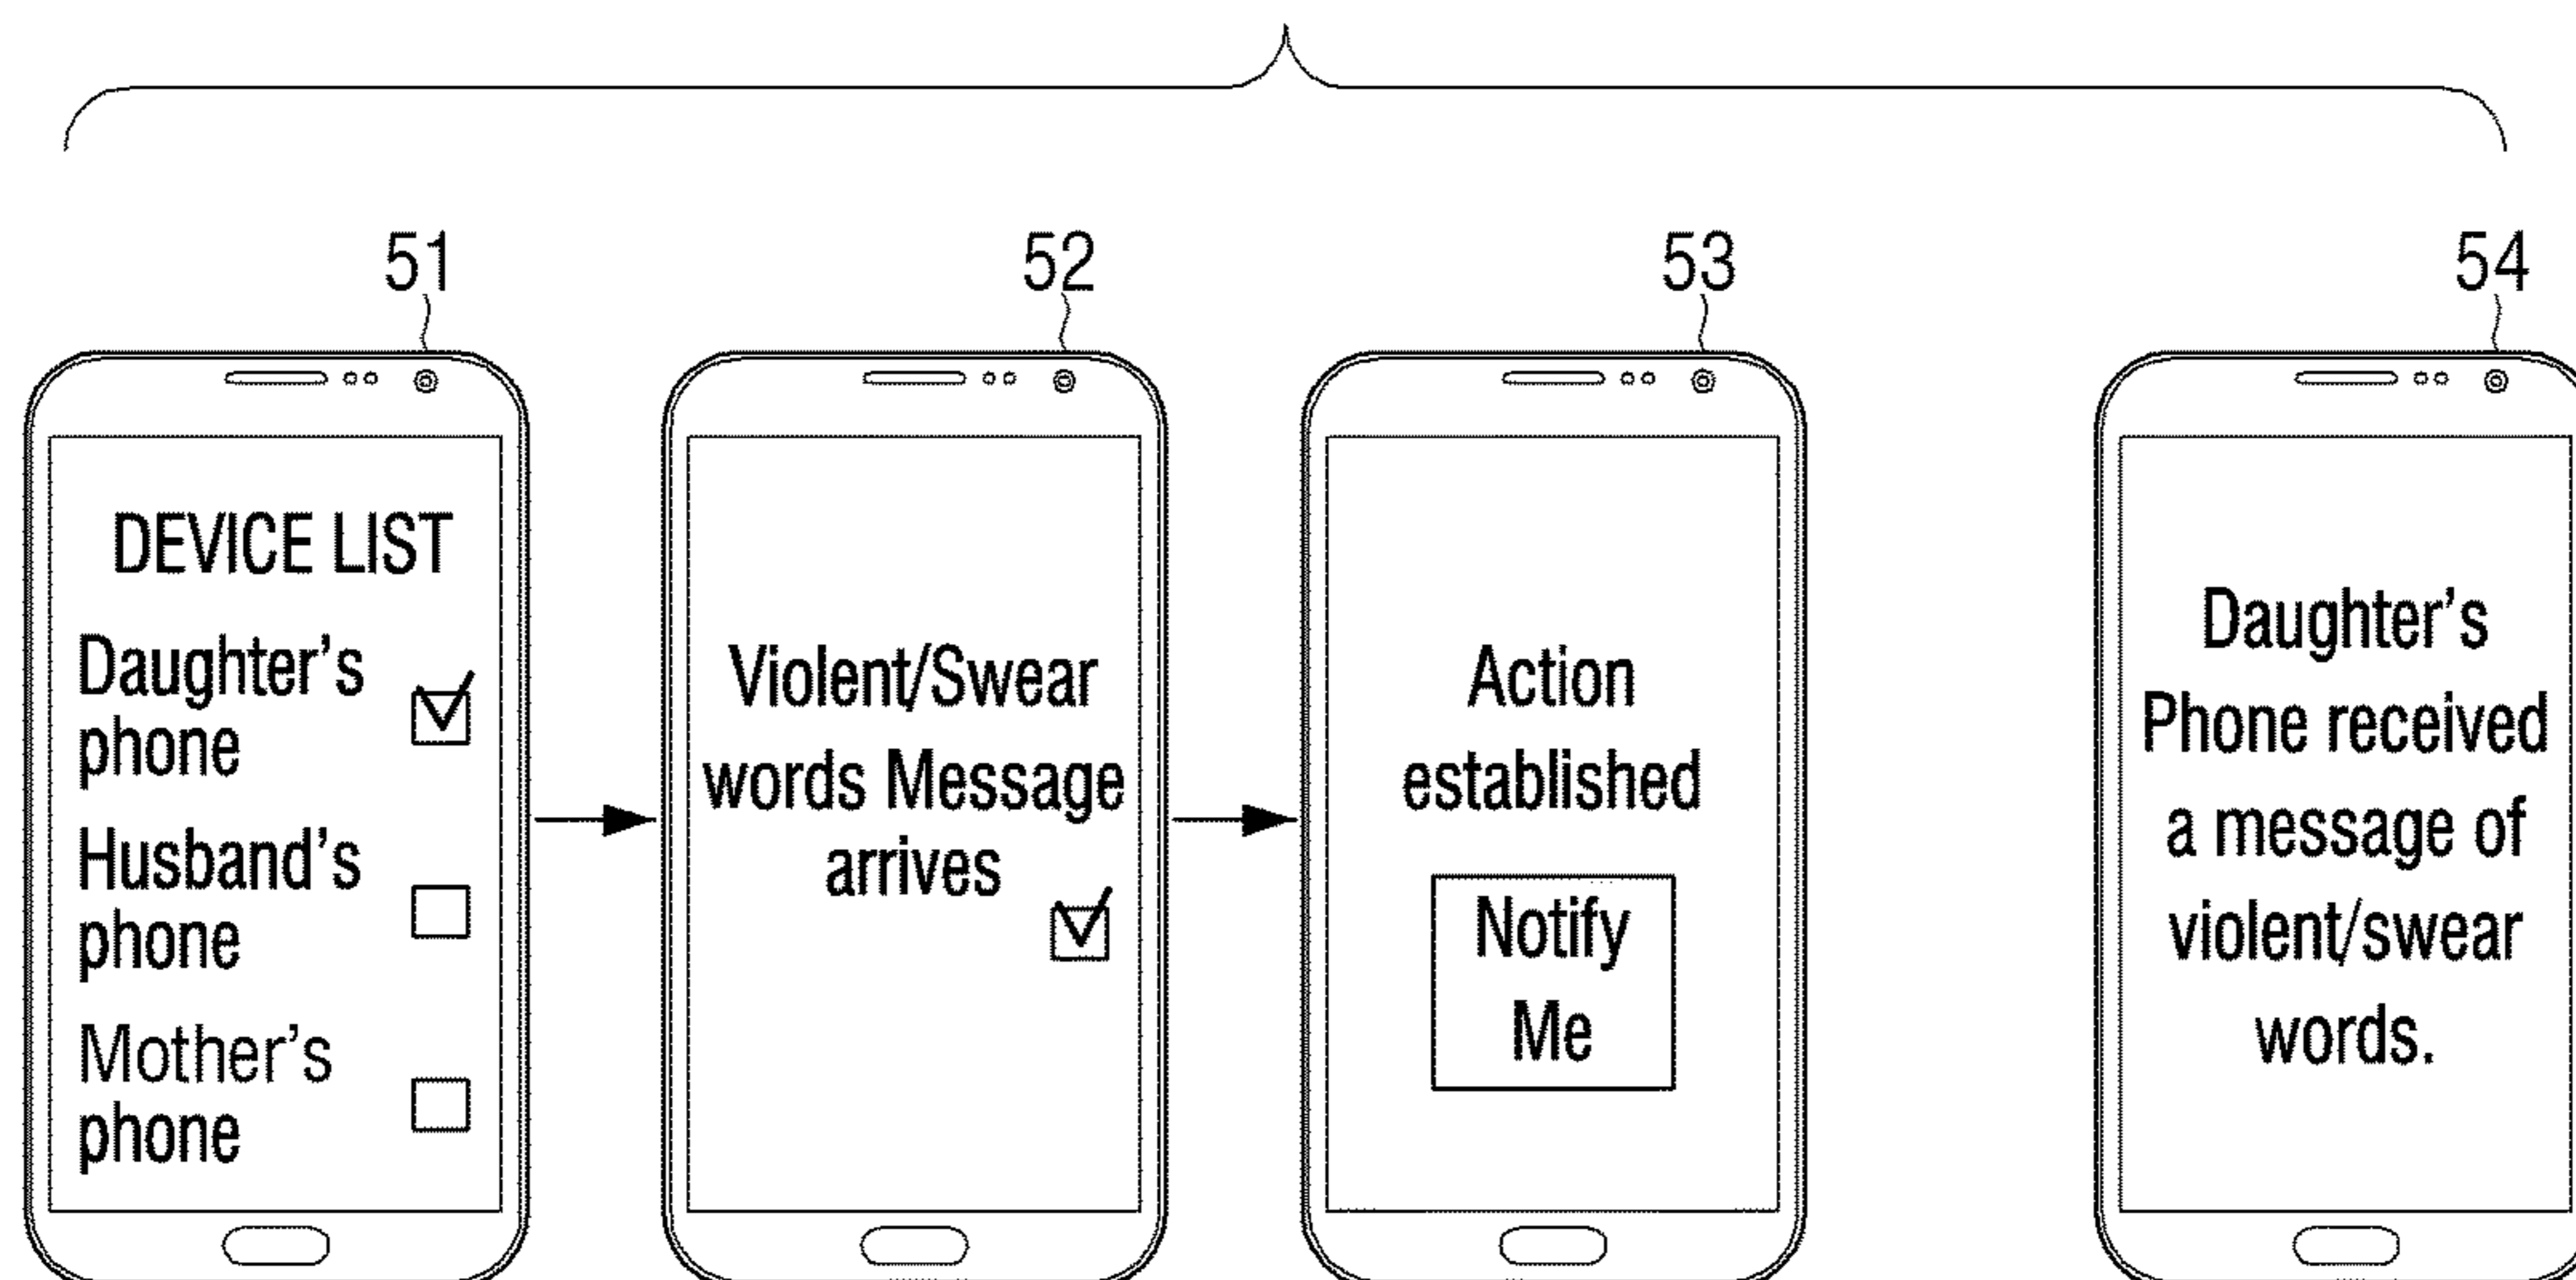 51
52
53
54
DEVICE LIST
Daughter's
phone
Husband's
phone
Mother's
phone
Violent/Swear
words Message
arrives
Action
established
Notify
Me
Daughter's
Phone received
a message of
violent/swear
words.